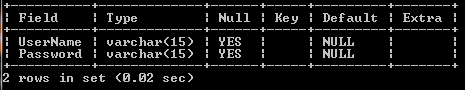 Field | Type | Null | Key | Default | Extra
UserName | varchar(15) | YES | | NULL |
Password | varchar(15) | YES | | NULL |
2 rows in set (0.02 sec)